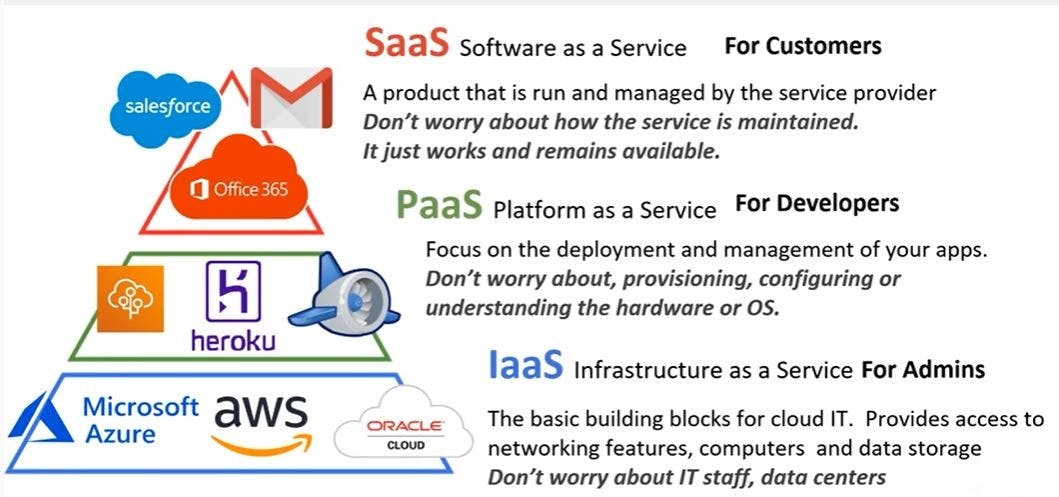 SaaS Software as a Service For Customers
salesforce
A product that is run and managed by the service provider
Don't worry about how the service is maintained.
It just works and remains available.
Office 365
PaaS Platform as a Service For Developers
Focus on the deployment and management of your apps.
Don't worry about, provisioning, configuring or
understanding the hardware or OS.
heroku
IaaS Infrastructure as a Service For Admins
Microsoft
Azure
aws
ORACLE
CLOUD
The basic building blocks for cloud IT. Provides access to
networking features, computers and data storage
Don't worry about IT staff, data centers